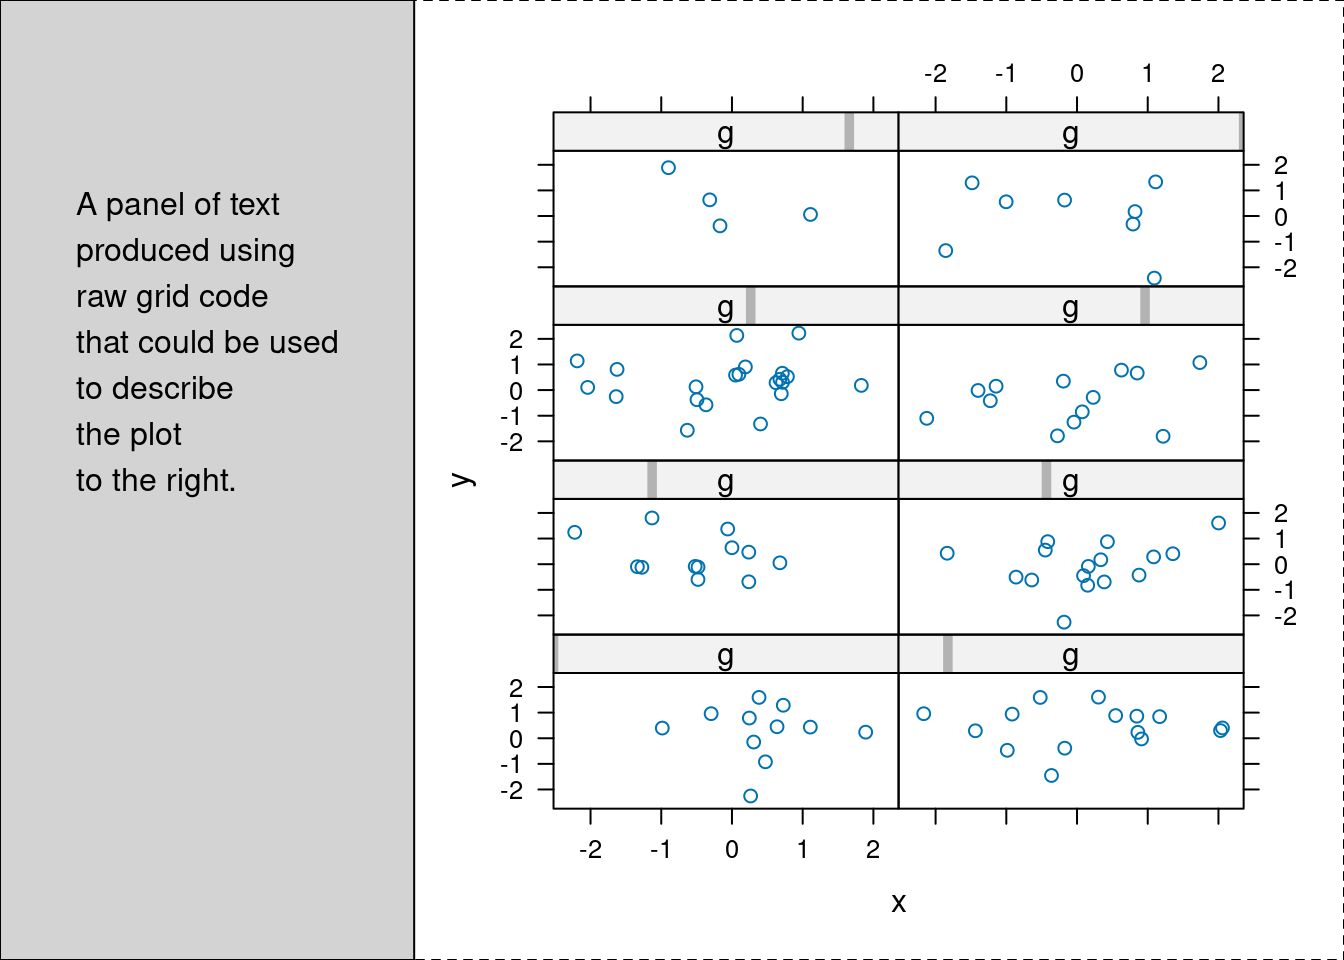 A panel of text
produced using
raw grid code
that could be used
to describe
the plot
to the right.
-2 -1 0 1 2
g g
2
1
0
-1
-2
g g
2
1
0
-1
-2
y
g g
2
1
0
-1
-2
g g
2
1
0
-1
-2
-2 -1 0 1 2
x